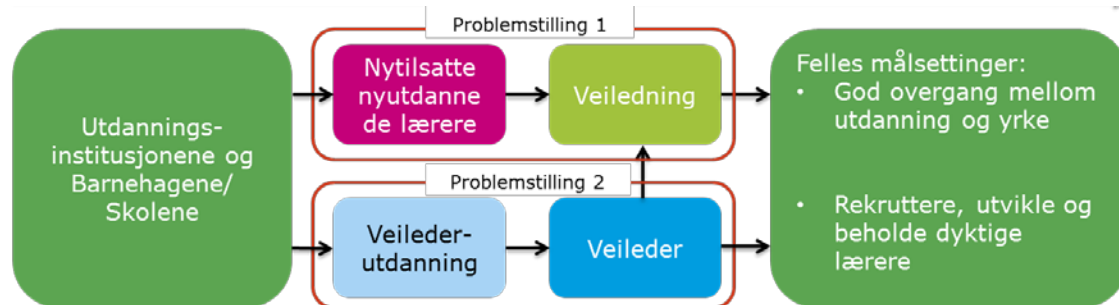 Problemstilling 1
Utdannings-
institusjonene og
Barnehagene/
Skolene
Nytilsatte
nyutdanne
de lærere
Veiledning
Problemstilling 2
Veileder-
utdanning
Veileder
Felles målsettinger:
• God overgang mellom
utdanning og yrke
• Rekruttere, utvikle og
beholde dyktige
lærere